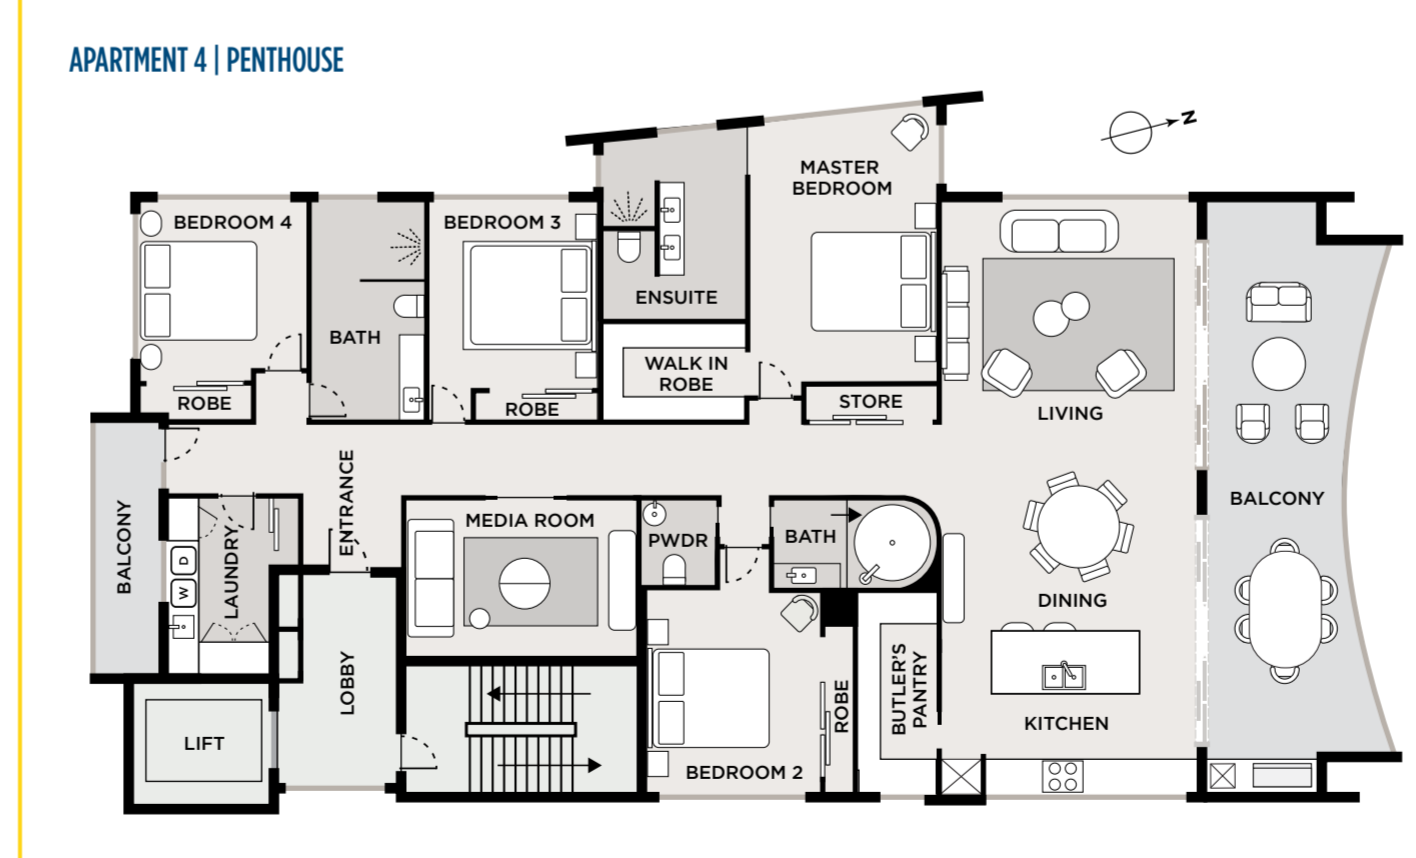 APARTMENT 4 | PENTHOUSE
N
MASTER
BEDROOM
BEDROOM 4
BEDROOM 3
ENSUITE
BATH
WALK IN
ROBE
ROBE
ROBE
STORE
LIVING
ENTRANCE
BALCONY
BALCONY
MEDIA ROOM
PWDR
BATH
LAUNDRY
D
W
DINING
LOBBY
BUTLER'S
PANTRY
ROBE
KITCHEN
LIFT
BEDROOM 2